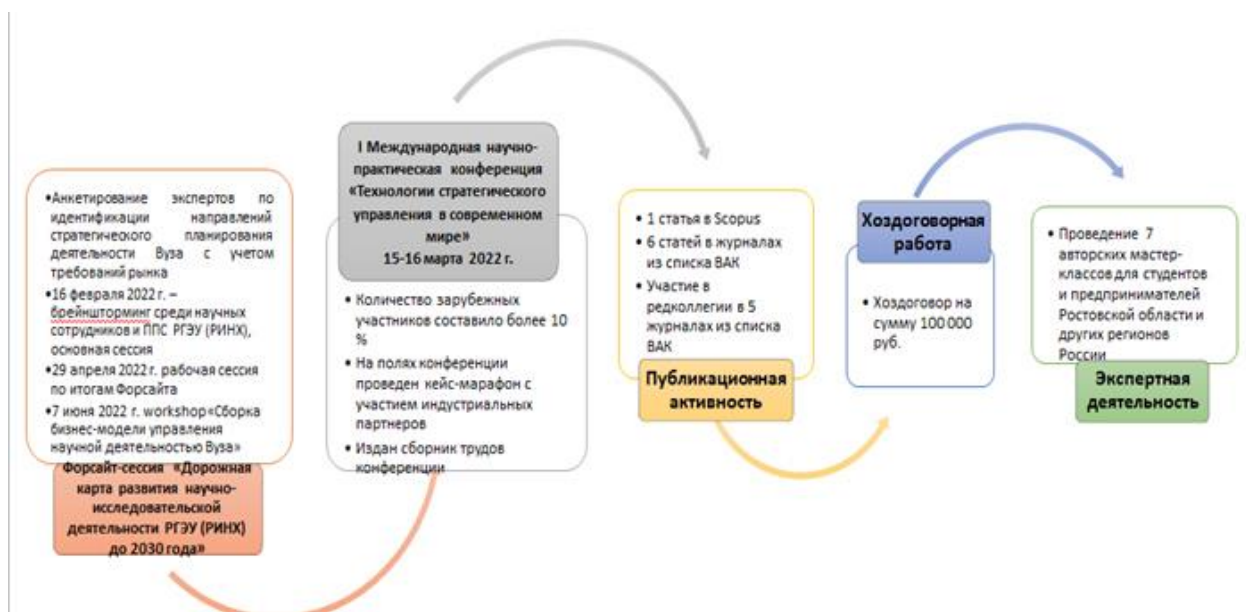 •Анкетирование экспертов по
идентификации направлений
стратегического планирования
деятельности Вуза с учетом
требований рынка
•16 февраля 2022 г. –
брейншторминг среди научных
сотрудников и ППС РГЭУ (РИНХ),
основная сессия
•29 апреля 2022 г. рабочая сессия
по итогам Форсайта
•7 июня 2022 г. workshop «Сборка
бизнес-модели управления
научной деятельностью Вуза»
Форсайт-сессия «Дорожная
карта развития научно-
исследовательской
деятельности РГЭУ (РИНХ)
до 2030 года»
I Международная научно-
практическая конференция
«Технологии стратегического
управления в современном
мире»
15-16 марта 2022 г.
• Количество зарубежных
участников составило более 10
%
• На полях конференции
проведен кейс-марафон с
участием индустриальных
партнеров
• Издан сборник трудов
конференции
• 1 статья в Scopus
• 6 статей в журналах
из списка ВАК
• Участие в
редколлегии в 5
журналах из списка
ВАК
Публикационная
активность
Хоздоговорная
работа
• Хоздоговор на
сумму 100 000
руб.
• Проведение 7
авторских мастер-
классов для студентов
и предпринимателей
Ростовской области и
других регионов
России
Экспертная
деятельность